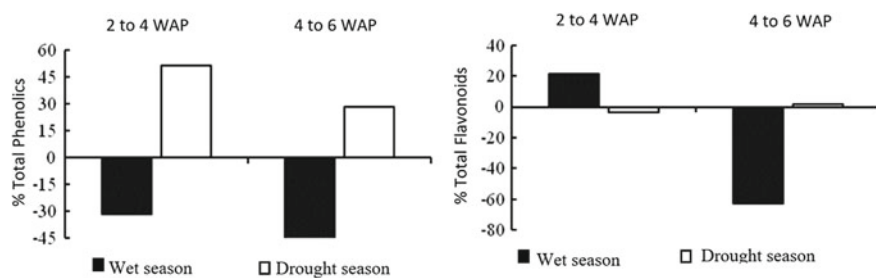 2 to 4 WAP 4 to 6 WAP
% Total Phenolics
60
45
30
15
0
-15
-30
-45
Wet season Drought season
2 to 4 WAP 4 to 6 WAP
% Total Flavonoids
40
20
0
-20
-40
-60
-80
Wet season Drought season